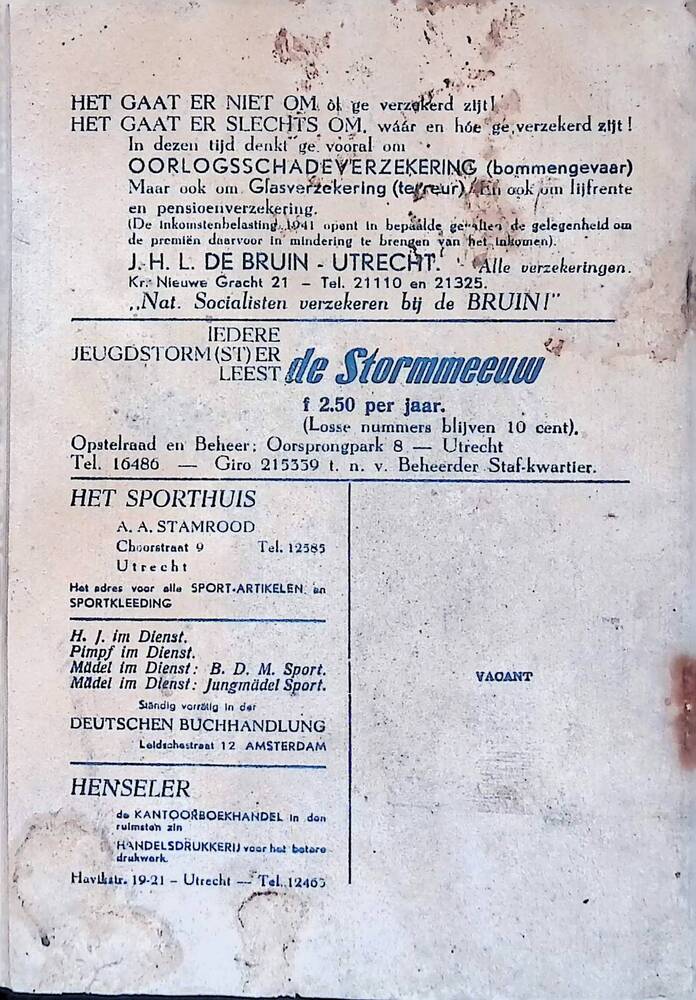 HET GAAT ER NIET OM òf ge verzekerd zijt!
HET GAAT ER SLECHTS OM, wáár en hóe ge verzekerd zijt!
In dezen tijd denkt ge vooral om
OORLOGSSCHADEVERZEKERING (bommengevaar)
Maar ook om Glasverzekering (terreur) En ook om lijfrente
en pensioenverzekering.
(De inkomstenbelasting 1941 opent in bepaalde gevallen de gelegenheid om
de premiën daarvoor in mindering te brengen van het inkomen).
J. H. L. DE BRUIN - UTRECHT. Alle verzekeringen.
Kr. Nieuwe Gracht 21 - Tel. 21110 en 21325.
„Nat. Socialisten verzekeren bij de BRUIN!"
IEDERE
JEUGDSTORM(ST)ER
LEEST de Stormmeeuw
f 2.50 per jaar.
(Losse nummers blijven 10 cent).
Opstelraad en Beheer: Oorsprongpark 8 — Utrecht
Tel. 16486 — Giro 215339 t. n. v. Beheerder Staf-kwartier.
HET SPORTHUIS
A. A. STAMROOD
Choorstraat 9 Tel. 12585
Utrecht
Het adres voor alle SPORT-ARTIKELEN en
SPORTKLEEDING
H. J. im Dienst.
Pimpf im Dienst.
Mädel im Dienst: B. D. M. Sport.
Mädel im Dienst: Jungmädel Sport.
Ständig vorrätig in der
DEUTSCHEN BUCHHANDLUNG
Leidschestraat 12 AMSTERDAM
HENSELER
de KANTOORBOEKHANDEL in den
ruimsten zin
HANDELSDRUKKERIJ voor het betere
drukwerk.
Havikstr. 19-21 - Utrecht — Tel. 12465
VACANT